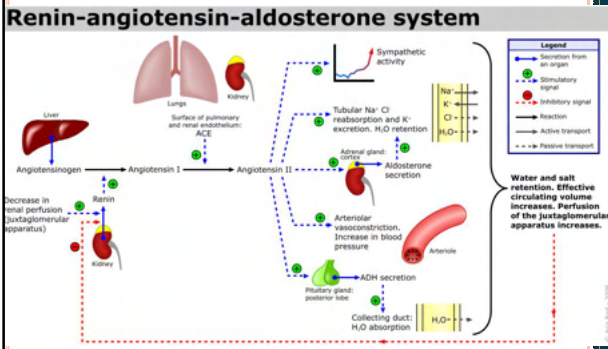 Renin-angiotensin-aldosterone system
Legend
Secretion from
an organ
Stimulatory
signal
Inhibitory signal
Reaction
Active transport
Passive transport
Liver
Lungs
Kidney
Surface of pulmonary
and renal endothelium:
ACE
Angiotensinogen
Angiotensin I
Angiotensin II
Decrease in
renal perfusion
(juxtaglomerular
apparatus)
Renin
Kidney
Sympathetic
activity
Tubular Na⁺ Cl⁻
reabsorption and K⁺
excretion. H₂O retention
Na⁺
K⁺
Cl⁻
H₂O
Adrenal gland:
cortex
Aldosterone
secretion
Arteriolar
vasoconstriction.
Increase in blood
pressure
Arteriole
Pituitary gland:
posterior lobe
ADH secretion
Collecting duct:
H₂O absorption
H₂O
Water and salt
retention. Effective
circulating volume
increases. Perfusion
of the juxtaglomerular
apparatus increases.